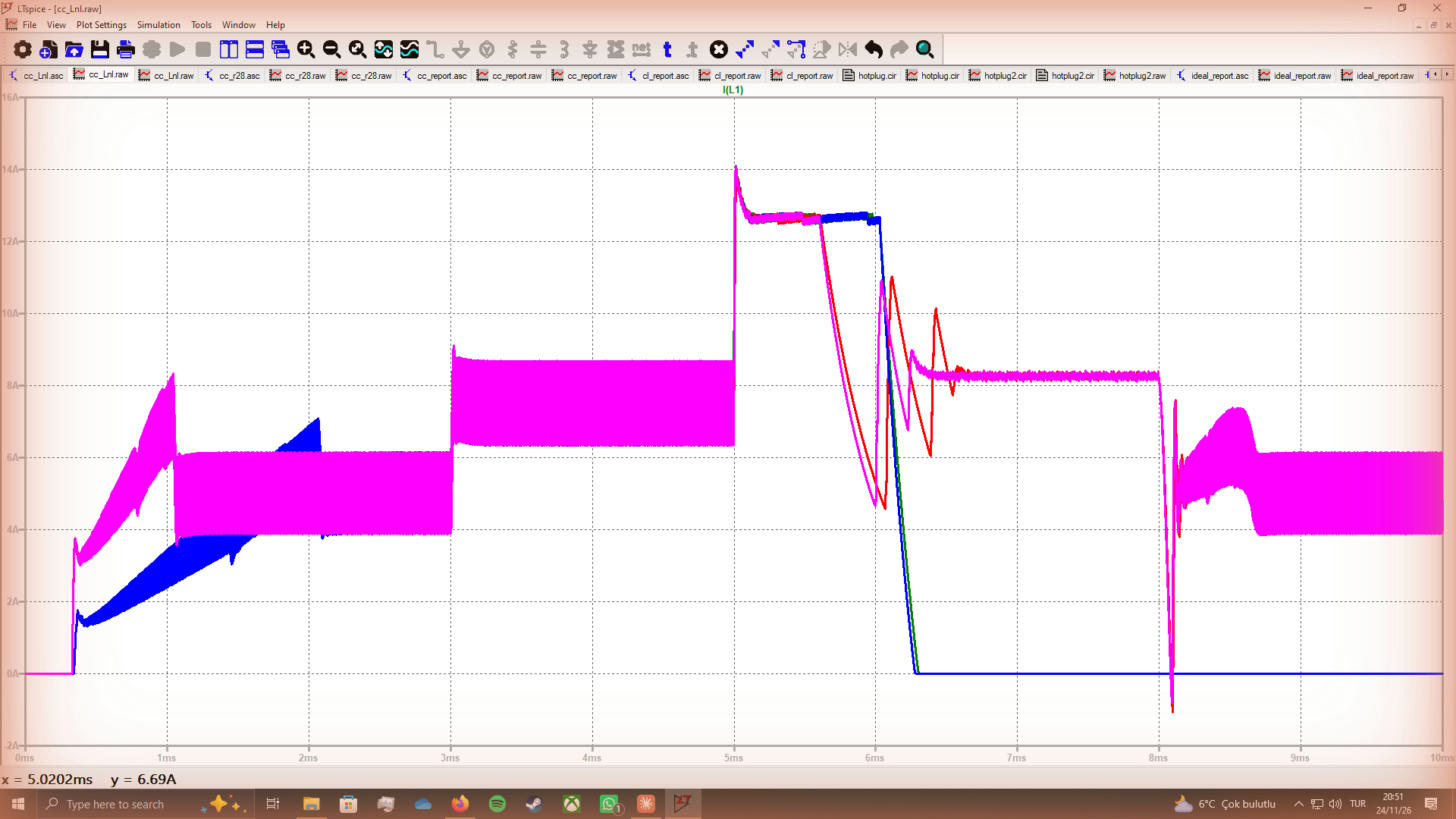 LTspice - [cc_Lnl.raw]
File View Plot Settings Simulation Tools Window Help
cc_Lnl.asc cc_Lnl.raw cc_Lnl.raw cc_r28.asc cc_r28.raw cc_r28.raw cc_report.asc cc_report.raw cc_report.raw cl_report.asc cl_report.raw cl_report.raw hotplug.cir hotplug.cir hotplug2.cir hotplug2.cir hotplug2.raw ideal_report.asc ideal_report.raw ideal_report.raw
I(L1)
16A
14A
12A
10A
8A
6A
4A
2A
0A
-2A
0ms 1ms 2ms 3ms 4ms 5ms 6ms 7ms 8ms 9ms 10ms
x = 5.0202ms y = 6.69A
Type here to search 1 6°C Çok bulutlu TUR 20:51
24/11/26